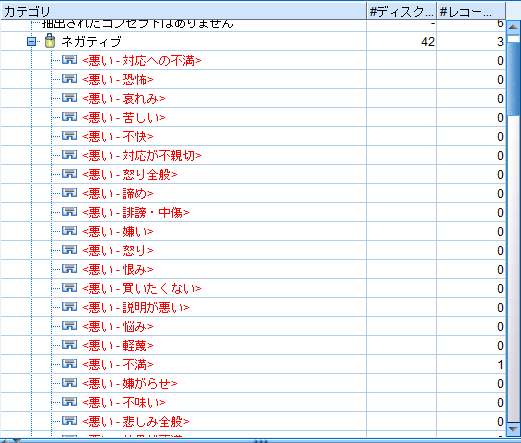 カテゴリ #ディスク... #レコー...
抽出されたコンセプトはありません - 6
ネガティブ 42 3
<悪い - 対応への不満> 0
<悪い - 恐怖> 0
<悪い - 哀れみ> 0
<悪い - 苦しい> 0
<悪い - 不快> 0
<悪い - 対応が不親切> 0
<悪い - 怒り全般> 0
<悪い - 諦め> 0
<悪い - 誹謗・中傷> 0
<悪い - 嫌い> 0
<悪い - 怒り> 0
<悪い - 恨み> 0
<悪い - 買いたくない> 0
<悪い - 説明が悪い> 0
<悪い - 悩み> 0
<悪い - 軽蔑> 0
<悪い - 不満> 1
<悪い - 嫌がらせ> 0
<悪い - 不味い> 0
<悪い - 悲しみ全般> 0